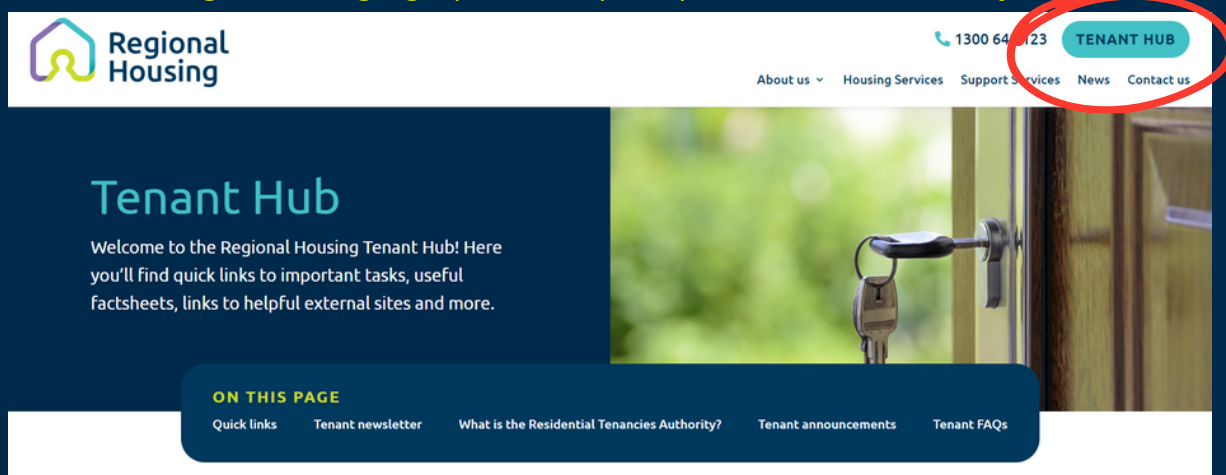 Regional
Housing
1300 64 123
TENANT HUB
About us
Housing Services
Support Services
News
Contact us
Tenant Hub
Welcome to the Regional Housing Tenant Hub! Here
you'll find quick links to important tasks, useful
factsheets, links to helpful external sites and more.
ON THIS PAGE
Quick links
Tenant newsletter
What is the Residential Tenancies Authority?
Tenant announcements
Tenant FAQs